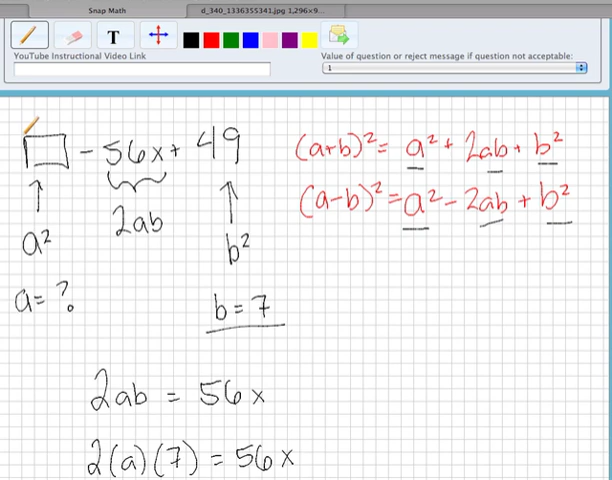 Snap Math
d_340_1336355341.jpg 1,296×9...
T
YouTube Instructional Video Link
Value of question or reject message if question not acceptable:
1
□ - 56x + 49
(a+b)² = a² + 2ab + b²
(a-b)² = a² - 2ab + b²
↑ ↑
2ab
a² b²
a = ?
b = 7
2ab = 56x
2(a)(7) = 56x